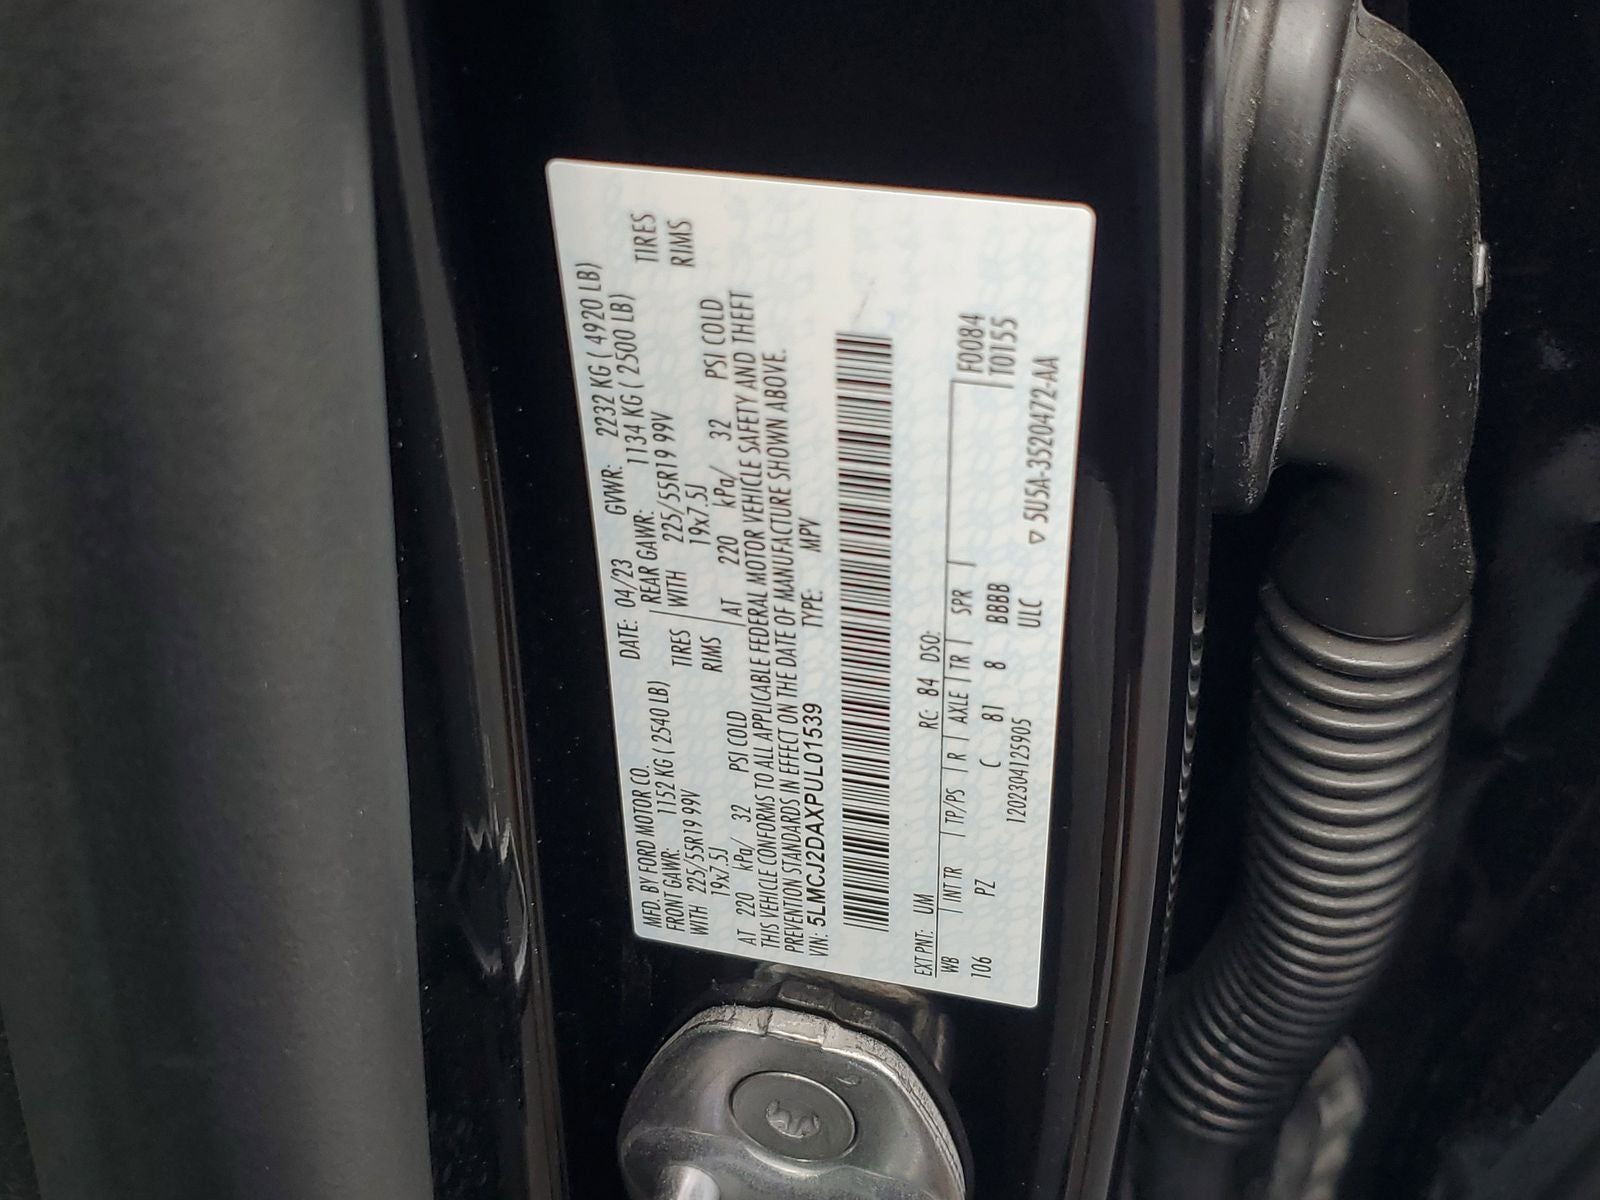 MFD. BY FORD MOTOR CO.
DATE: 04/23 GVWR: 2232 KG ( 4920 LB)
FRONT GAWR: 1152 KG ( 2540 LB) REAR GAWR: 1134 KG ( 2500 LB)
WITH 225/55R19 99V TIRES WITH 225/55R19 99V TIRES
19x7.5J RIMS 19x7.5J RIMS
AT 220 kPa/ 32 PSI COLD AT 220 kPa/ 32 PSI COLD
THIS VEHICLE CONFORMS TO ALL APPLICABLE FEDERAL MOTOR VEHICLE SAFETY AND THEFT
PREVENTION STANDARDS IN EFFECT ON THE DATE OF MANUFACTURE SHOWN ABOVE.
VIN: 5LMCJ2DAXPUL01539 TYPE: MPV
EXT PNT: UM RC: 84 DSO:
WB INT TR TP/PS R AXLE TR SPR F0084
106 PZ C 81 8 BBBB T0155
120230412590​5 ULC ▽ 5U5A-3520472-AA